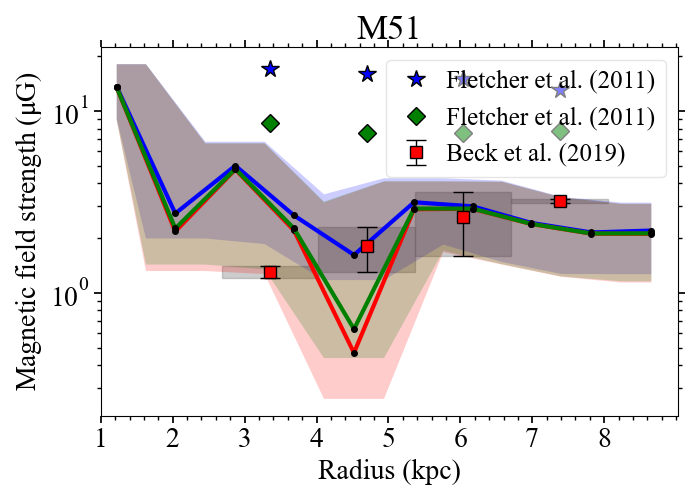 M51
Magnetic field strength (μG)
10¹
10⁰
Fletcher et al. (2011)
Fletcher et al. (2011)
Beck et al. (2019)
1 2 3 4 5 6 7 8
Radius (kpc)